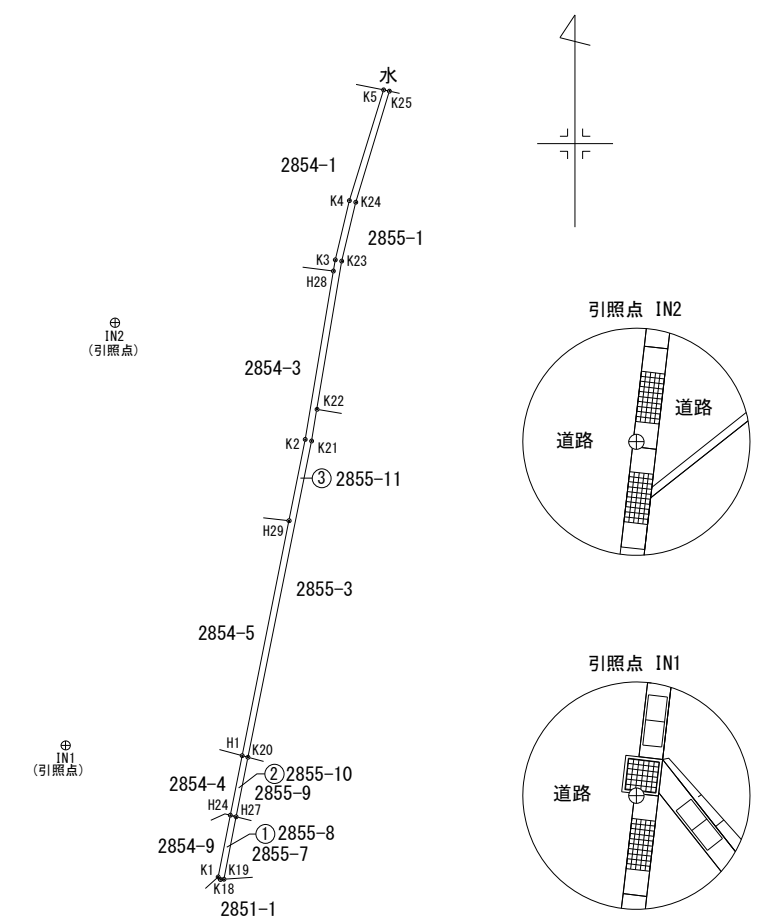 水
K5
K25
2854-1
K4
K24
2855-1
K3
K23
H28
引照点 IN2
IN2
(引照点)
2854-3
K22
道路
道路
K2
K21
③ 2855-11
H29
2855-3
2854-5
引照点 IN1
H1
K20
IN1
(引照点)
② 2855-10
2854-4
2855-9
道路
H24
H27
① 2855-8
2854-9
2855-7
K1
K19
K18
2851-1